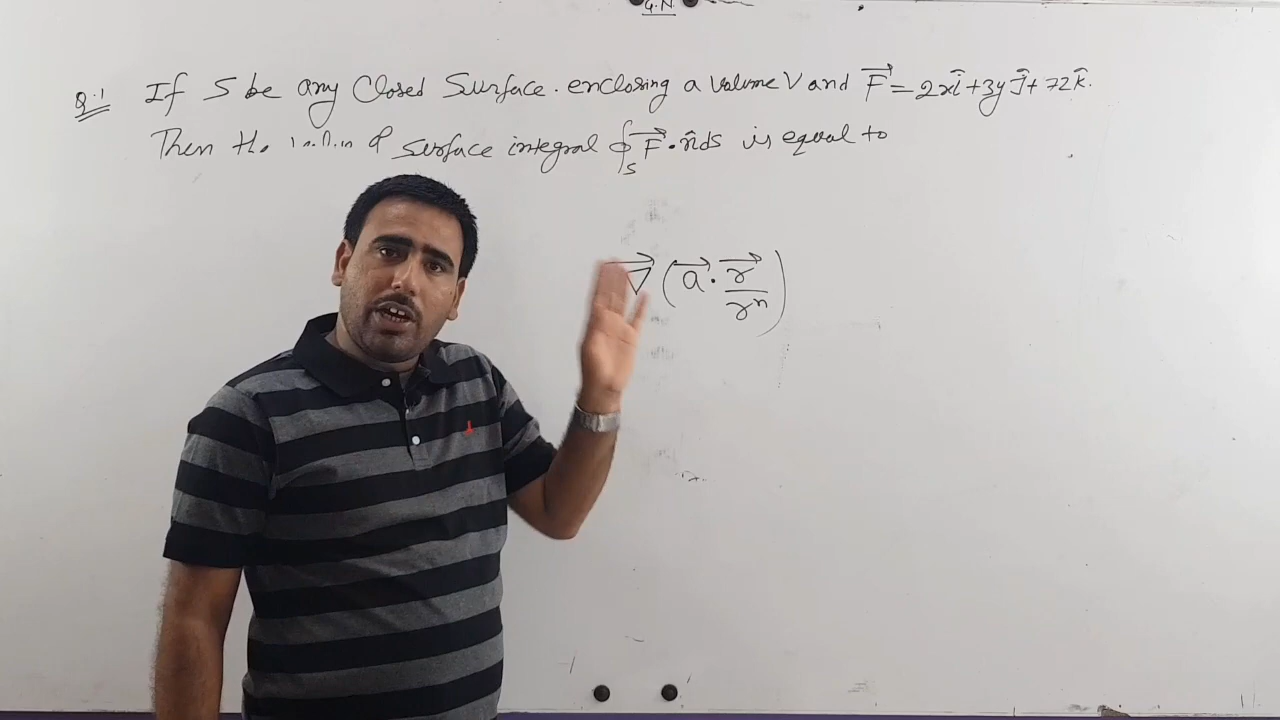 G.N
Q.1 If S be any Closed Surface. enclosing a volume V and F⃗ = 2xî + 3yĵ + 7zk̂.
Then the of surface integral ∮_S F⃗ · n̂ ds is equal to
∇⃗ (a⃗ · r⃗ / rⁿ)